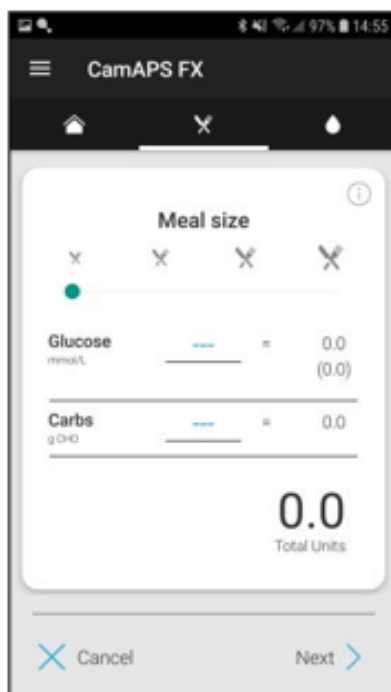 97% 14:55
CamAPS FX
Meal size
Glucose --- = 0.0
mmol/L (0.0)
Carbs --- = 0.0
g CHO
0.0
Total Units
Cancel Next